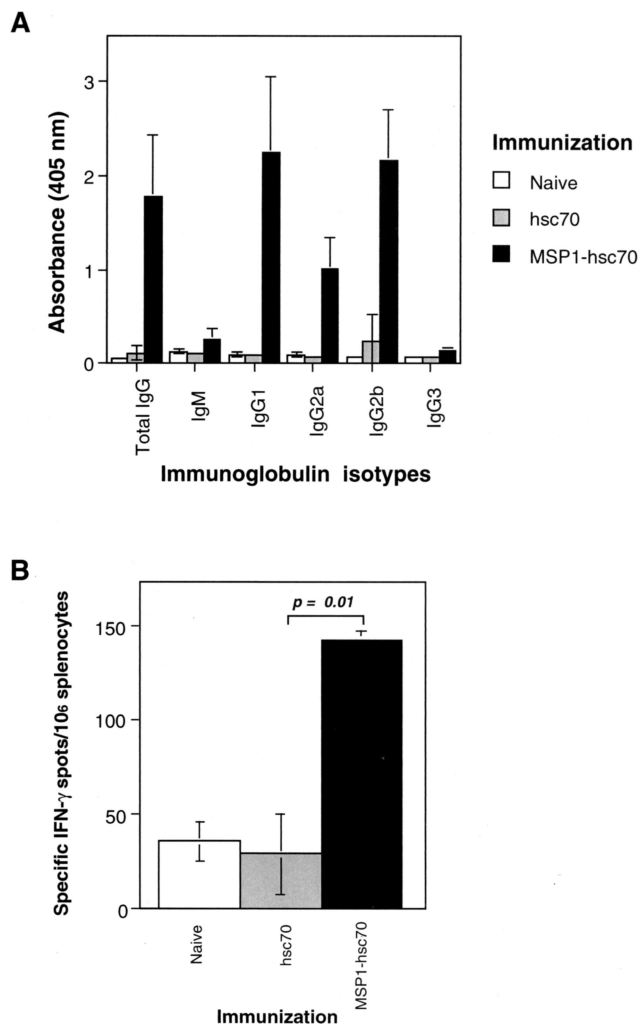 A
3
2
1
0
Absorbance (405 nm)
Total IgG
IgM
IgG1
IgG2a
IgG2b
IgG3
Immunoglobulin isotypes
Immunization
Naive
hsc70
MSP1-hsc70
B
p = 0.01
150
100
50
0
Specific IFN-γ spots/106 splenocytes
Naive
hsc70
MSP1-hsc70
Immunization